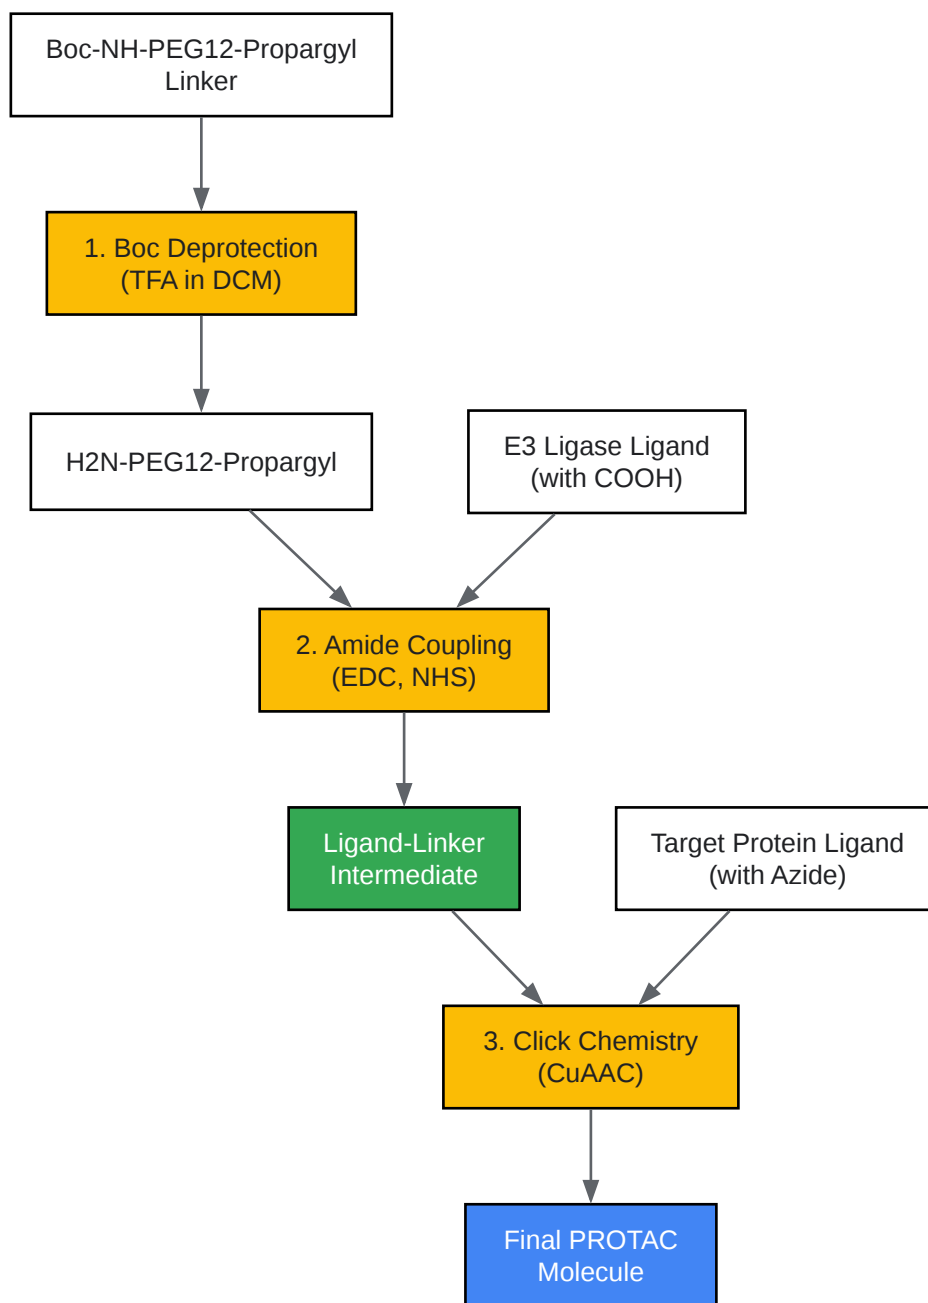 Boc-NH-PEG12-Propargyl
Linker
1. Boc Deprotection
(TFA in DCM)
H2N-PEG12-Propargyl
E3 Ligase Ligand
(with COOH)
2. Amide Coupling
(EDC, NHS)
Ligand-Linker
Intermediate
Target Protein Ligand
(with Azide)
3. Click Chemistry
(CuAAC)
Final PROTAC
Molecule